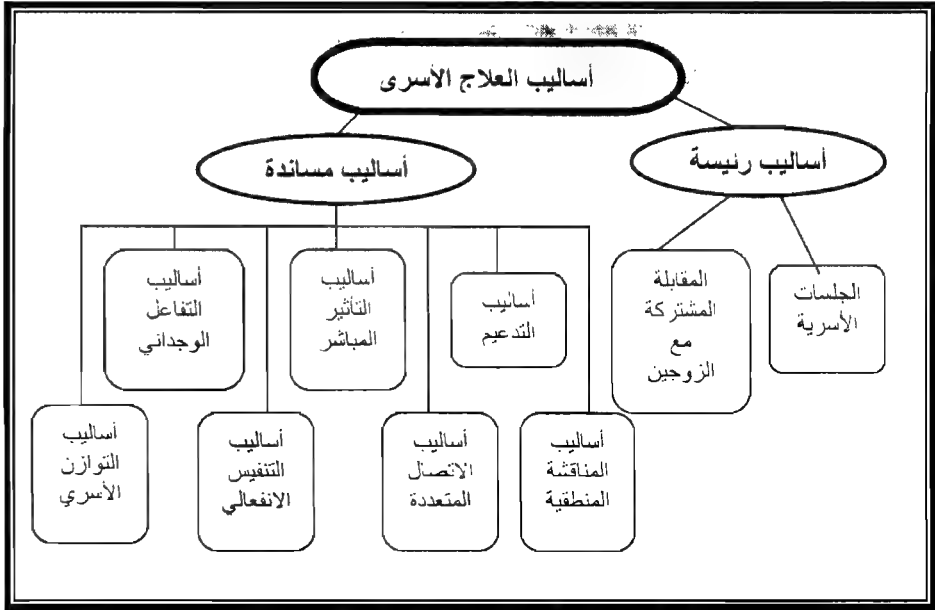 أساليب العلاج الأسرى
أساليب رئيسة
أساليب مساندة
الجلسات
الأسرية
المقابلة
المشتركة
مع
الزوجين
أساليب
التدعيم
أساليب
التأثير
المباشر
أساليب
التفاعل
الوجداني
أساليب
المناقشة
المنطقية
أساليب
الاتصال
المتعددة
أساليب
التنفيس
الانفعالي
أساليب
التوازن
الأسري